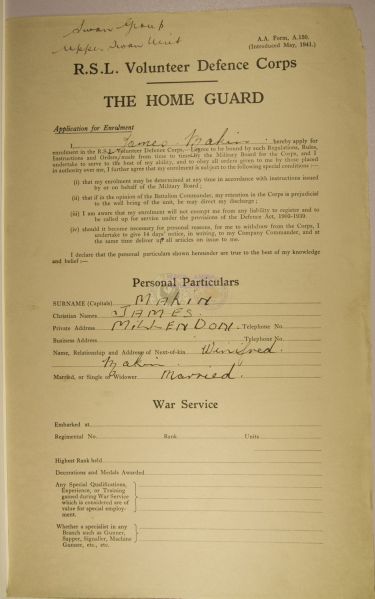 Swan Group
Upper Swan Unit
A.A. Form, A.150.
(Introduced May, 1941.)
R.S.L. Volunteer Defence Corps
THE HOME GUARD
Application for Enrolment
I, James Makin hereby apply for
enrolment in the R.S.L. Volunteer Defence Corps, I agree to be bound by such Regulations, Rules,
Instructions and Orders made from time to time by the Military Board for the Corps, and I
undertake to serve to the best of my ability, and to obey all orders given to me by those placed
in authority over me, I further agree that my enrolment is subject to the following special conditions :—
(i) that my enrolment may be determined at any time in accordance with instructions issued
by or on behalf of the Military Board ;
(ii) that if in the opinion of the Battalion Commander, my retention in the Corps is prejudicial
to the well being of the unit, he may direct my discharge ;
(iii) I am aware that my enrolment will not exempt me from any liability to register and to
be called up for service under the provisions of the Defence Act, 1903-1939.
(iv) should it become necessary for personal reasons, for me to withdraw from the Corps, I
undertake to give 14 days' notice, in writing, to my Company Commander, and at
the same time deliver up all articles on issue to me.
I declare that the personal particulars shown hereunder are true to the best of my knowledge
and belief :—
Personal Particulars
SURNAME (Capitals) MAKIN
Christian Names JAMES.
Private Address MILLENDON. Telephone No.
Business Address Telephone No.
Name, Relationship and Address of Next-of-kin Winifred.
Makin.
Married, or Single or Widower Married.
War Service
Embarked at
Regimental No. Rank Units
Highest Rank held
Decorations and Medals Awarded
Any Special Qualifications,
Experience, or Training
gained during War Service
which is considered are of
value for special employ-
ment.
Whether a specialist in any
Branch such as Gunner,
Sapper, Signaller, Machine
Gunner, etc., etc.